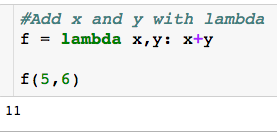 #Add x and y with lambda
f = lambda x,y: x+y
f(5,6)
11